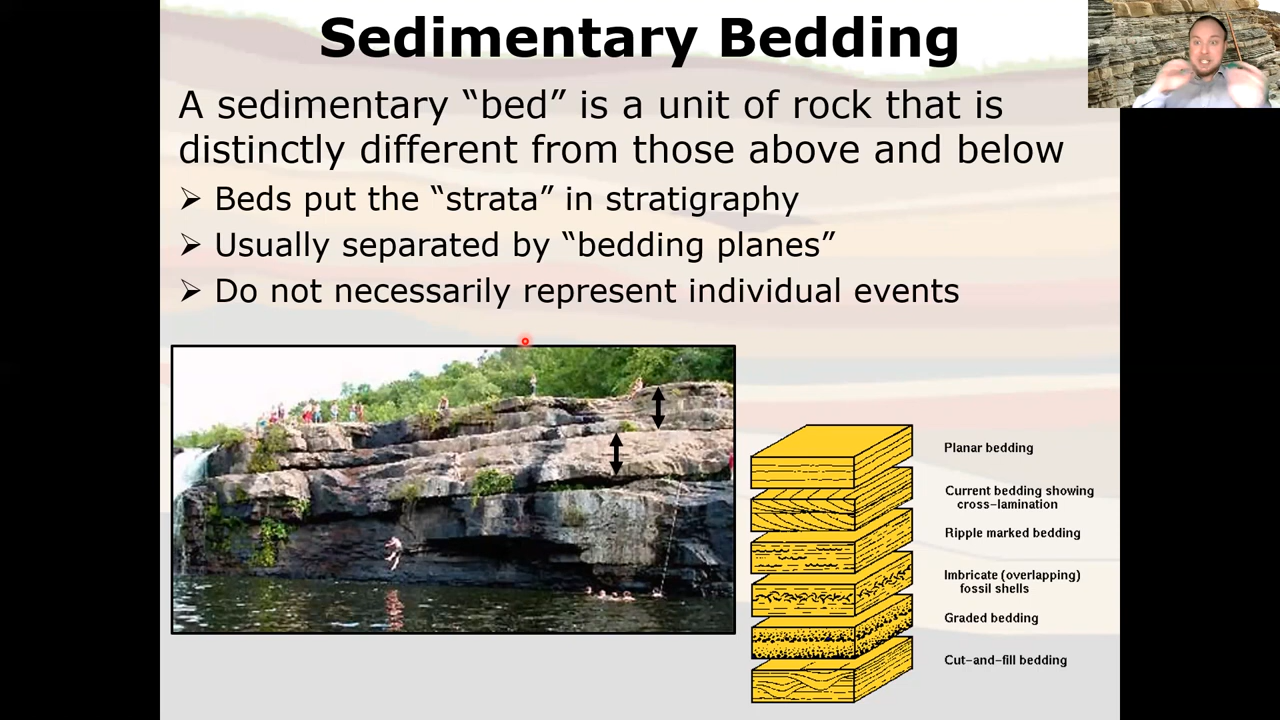 Sedimentary Bedding
A sedimentary “bed” is a unit of rock that is
distinctly different from those above and below
➢ Beds put the “strata” in stratigraphy
➢ Usually separated by “bedding planes”
➢ Do not necessarily represent individual events
Planar bedding
Current bedding showing
cross-lamination
Ripple marked bedding
Imbricate (overlapping)
fossil shells
Graded bedding
Cut-and-fill bedding